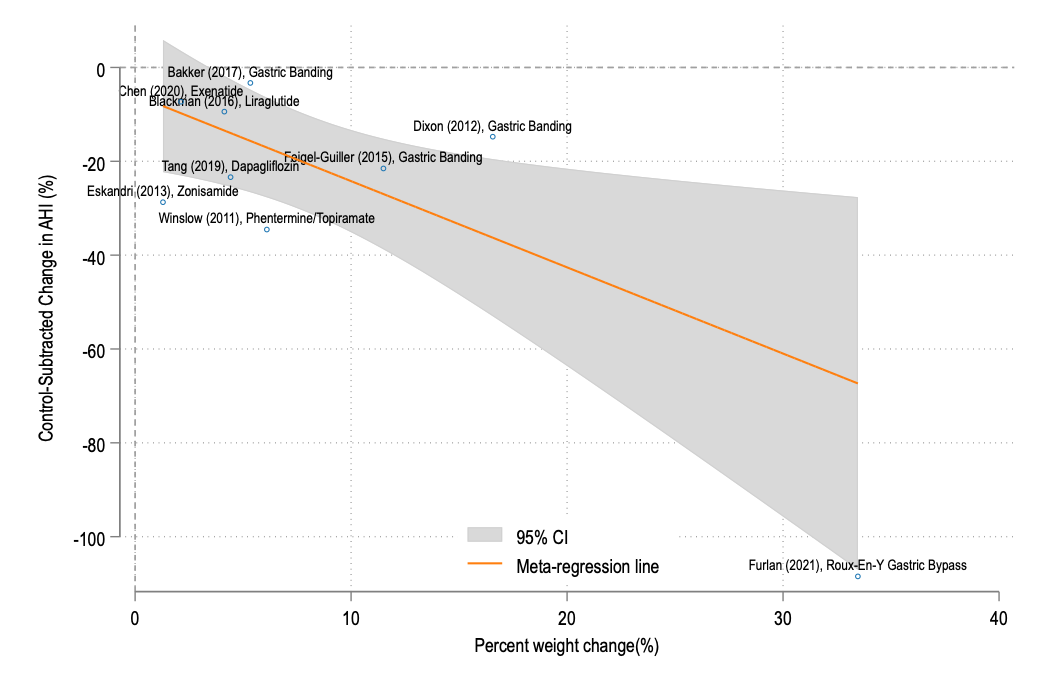 0
Bakker (2017), Gastric Banding
Chen (2020), Exenatide
Blackman (2016), Liraglutide
Dixon (2012), Gastric Banding
Feigel-Guiller (2015), Gastric Banding
-20
Tang (2019), Dapagliflozin
Eskandri (2013), Zonisamide
Winslow (2011), Phentermine/Topiramate
-40
Control-Subtracted Change in AHI (%)
-60
-80
-100
95% CI
Meta-regression line
Furlan (2021), Roux-En-Y Gastric Bypass
0 10 20 30 40
Percent weight change(%)